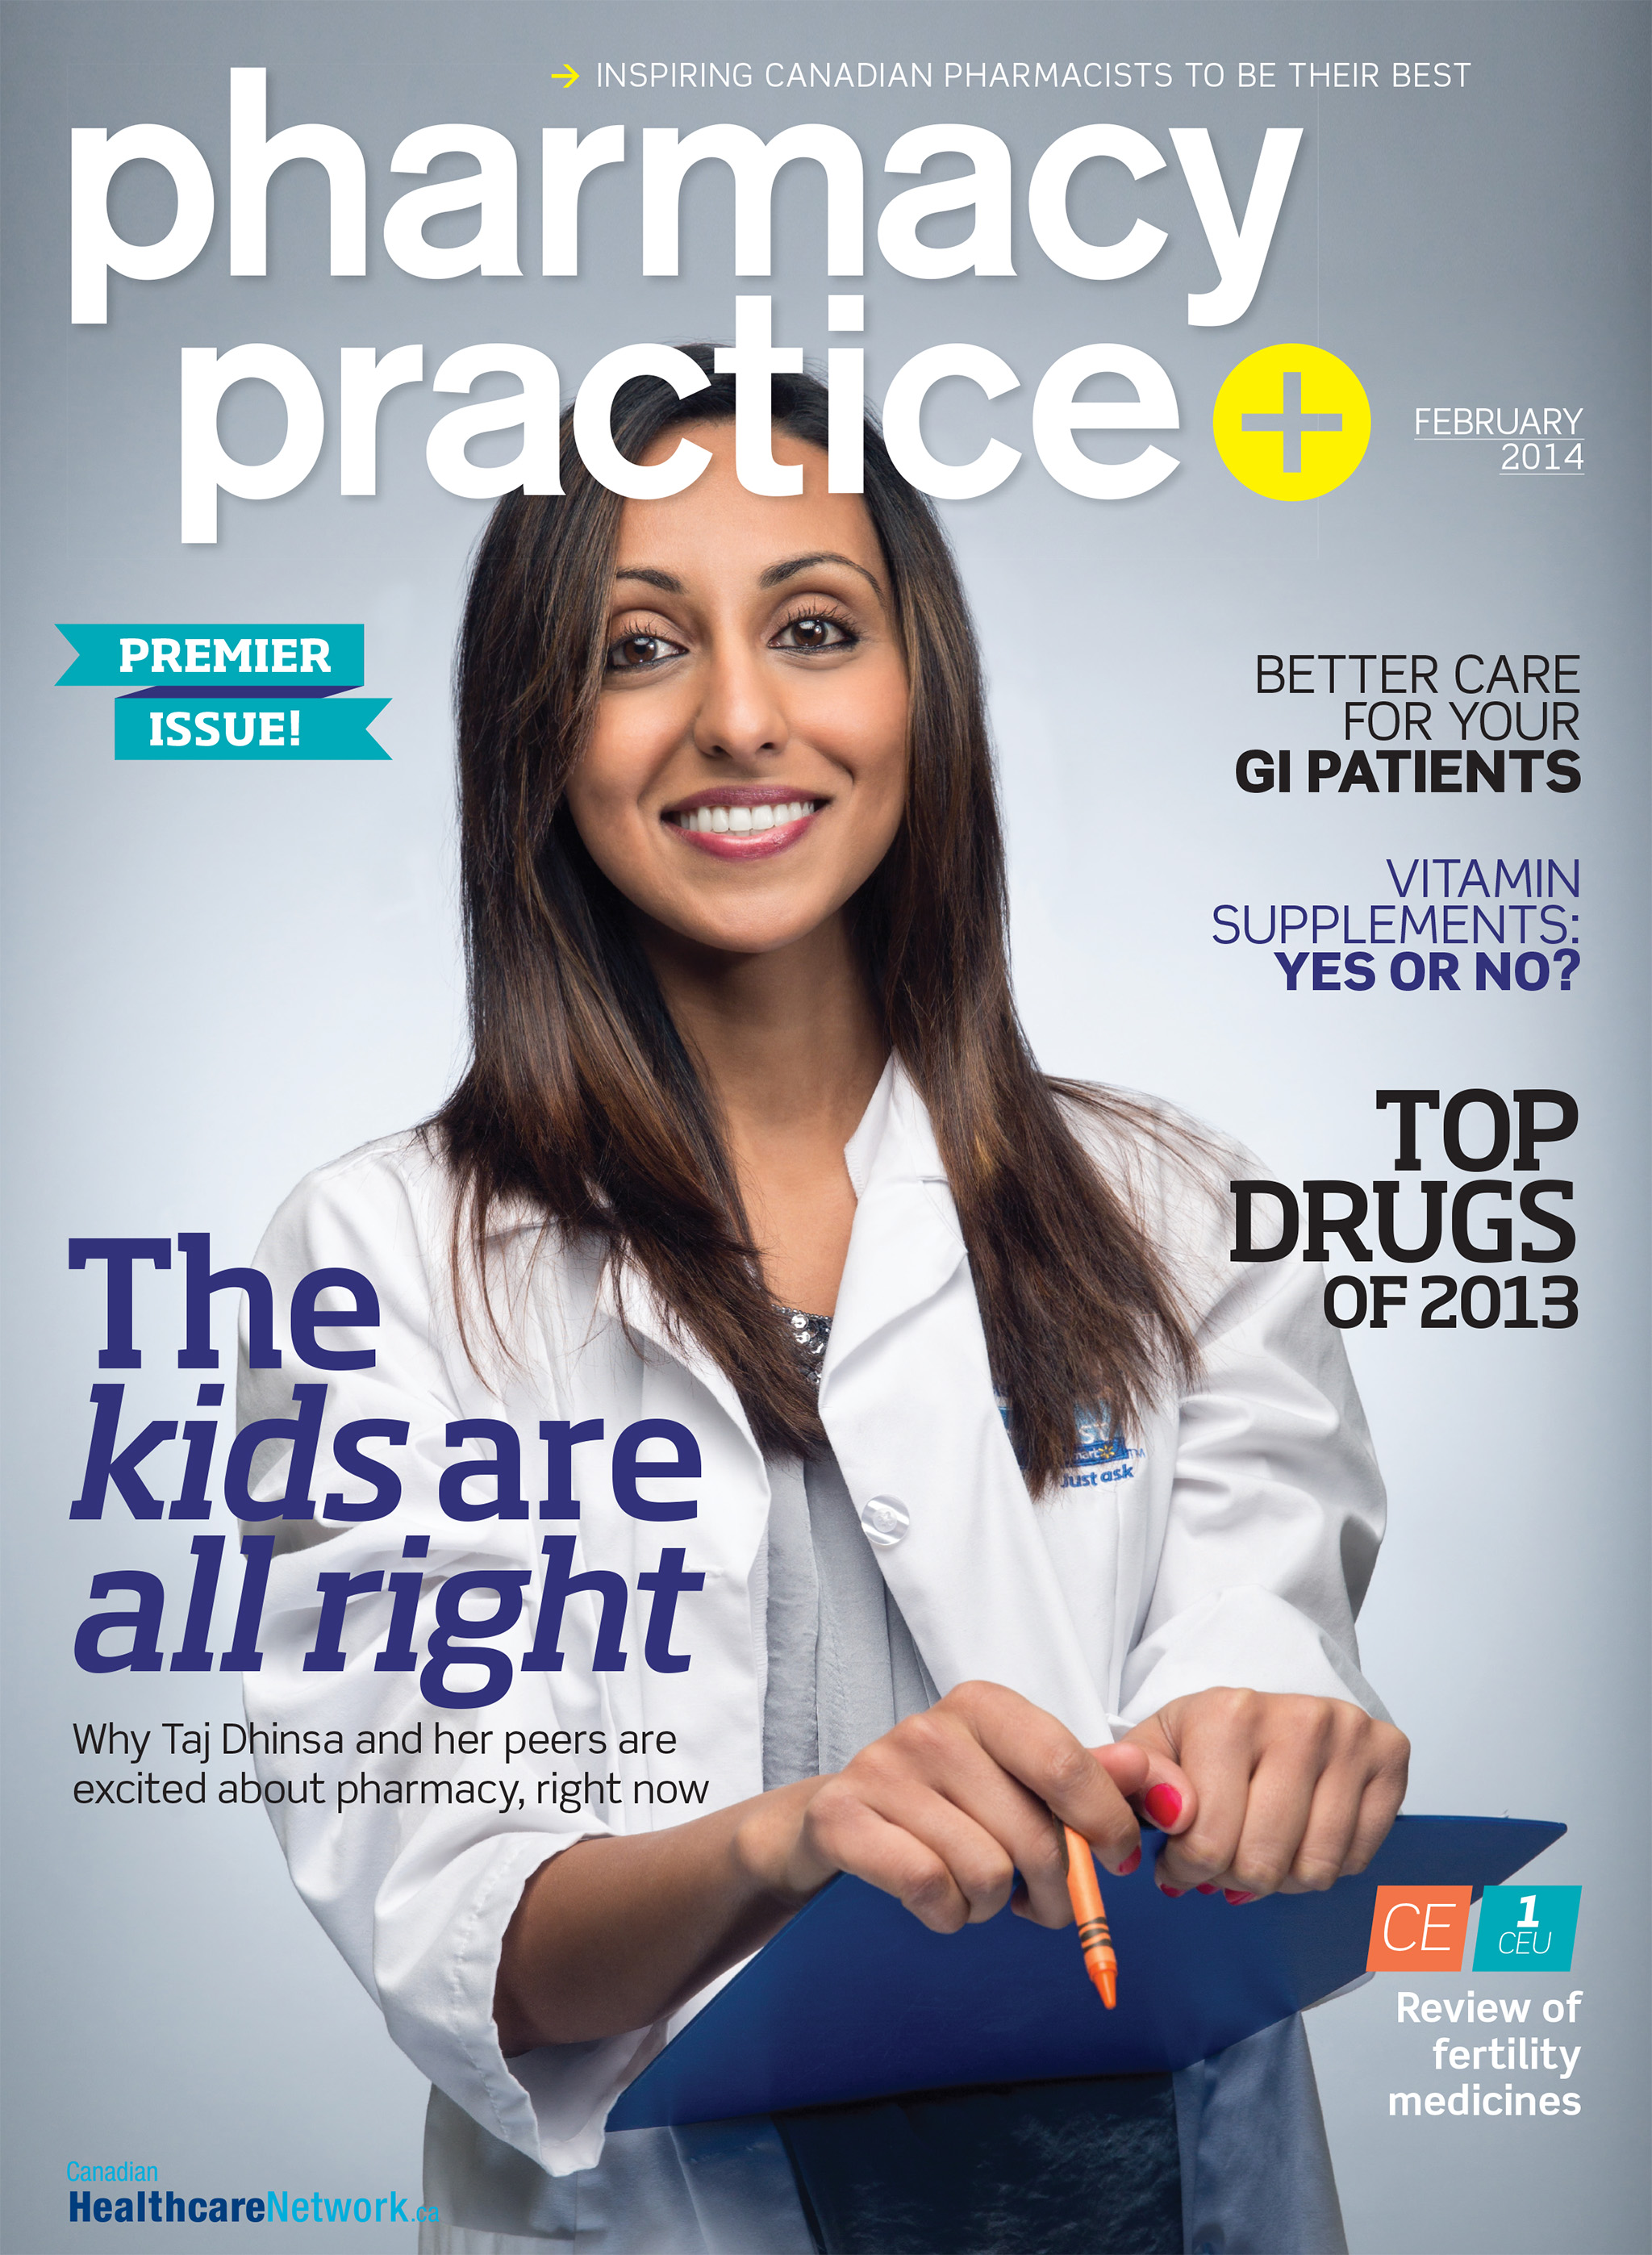 → INSPIRING CANADIAN PHARMACISTS TO BE THEIR BEST
pharmacy
practice +
FEBRUARY
2014
PREMIER
ISSUE!
BETTER CARE
FOR YOUR
GI PATIENTS
VITAMIN
SUPPLEMENTS:
YES OR NO?
TOP
DRUGS
OF 2013
The
kids are
all right
Why Taj Dhinsa and her peers are
excited about pharmacy, right now
Just ask
CE 1
CEU
Review of
fertility
medicines
Canadian
HealthcareNetwork.ca